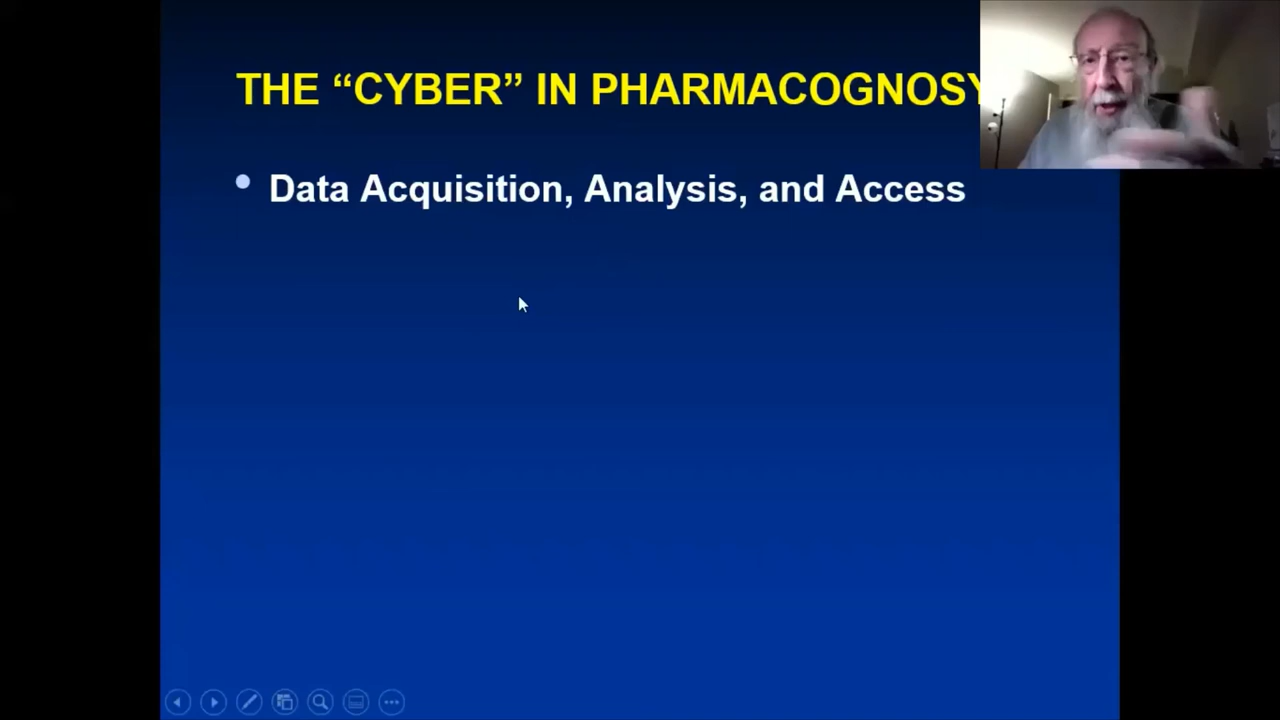 THE “CYBER” IN PHARMACOGNOSY
• Data Acquisition, Analysis, and Access